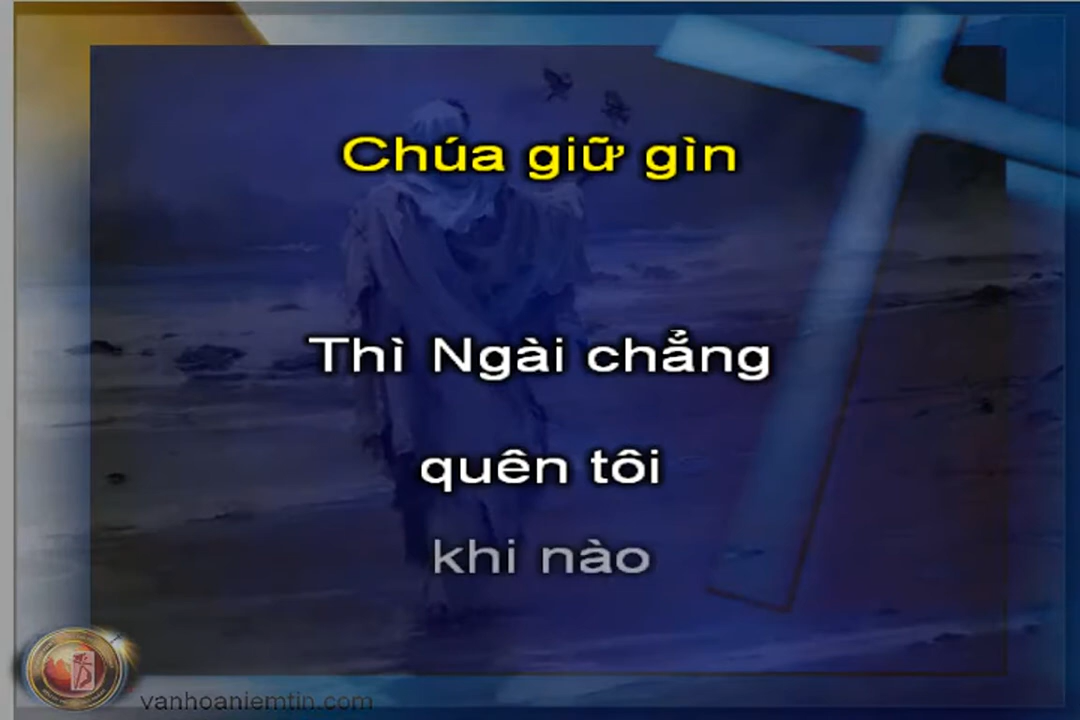 Chúa giữ gìn
Thì Ngài chẳng
quên tôi
khi nào
vanhoaniemtin.com